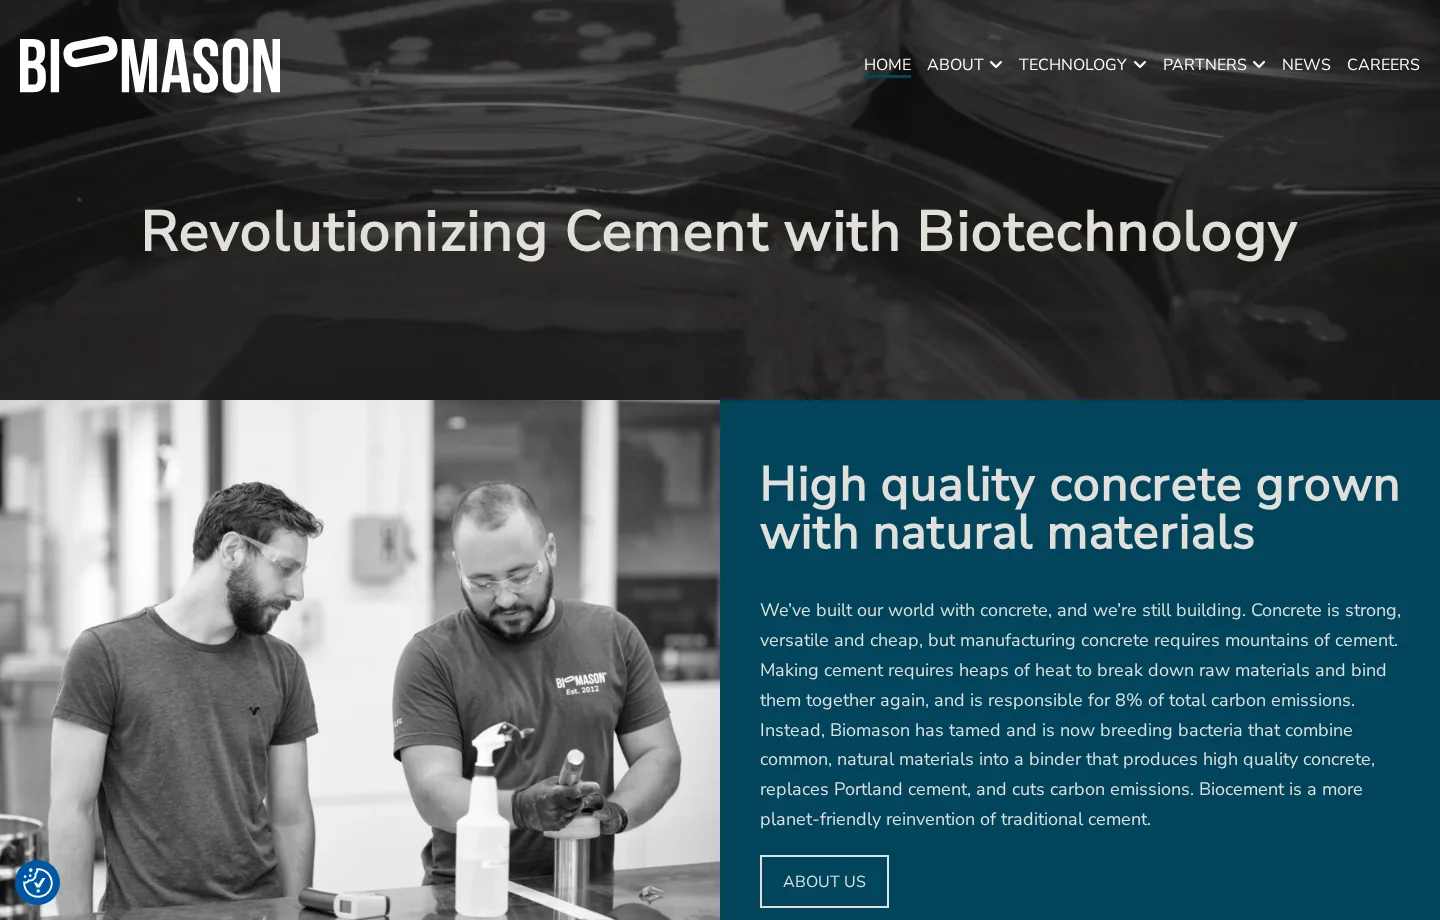 BIOMASON
HOME ABOUT TECHNOLOGY PARTNERS NEWS CAREERS
Revolutionizing Cement with Biotechnology
High quality concrete grown
with natural materials
We’ve built our world with concrete, and we’re still building. Concrete is strong,
versatile and cheap, but manufacturing concrete requires mountains of cement.
Making cement requires heaps of heat to break down raw materials and bind
them together again, and is responsible for 8% of total carbon emissions.
Instead, Biomason has tamed and is now breeding bacteria that combine
common, natural materials into a binder that produces high quality concrete,
replaces Portland cement, and cuts carbon emissions. Biocement is a more
planet-friendly reinvention of traditional cement.
ABOUT US
BIOMASON
Est. 2012